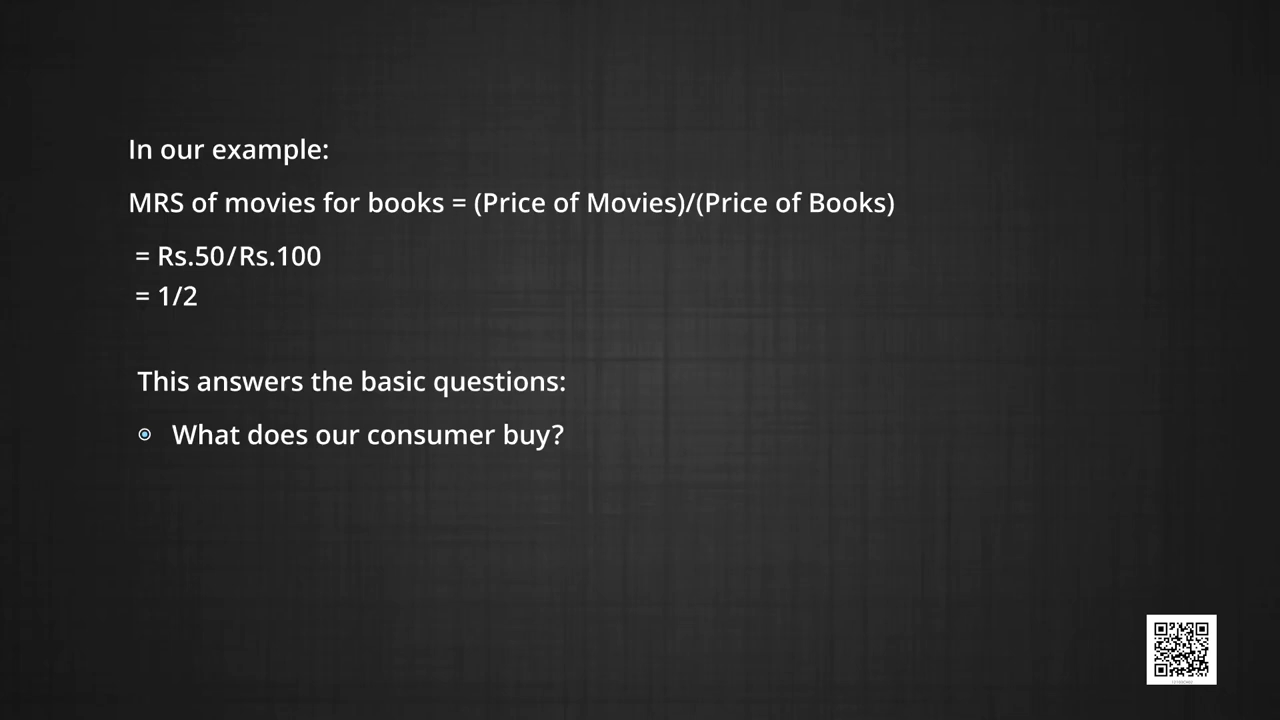 In our example:
MRS of movies for books = (Price of Movies)/(Price of Books)
= Rs.50/Rs.100
= 1/2
This answers the basic questions:
What does our consumer buy?